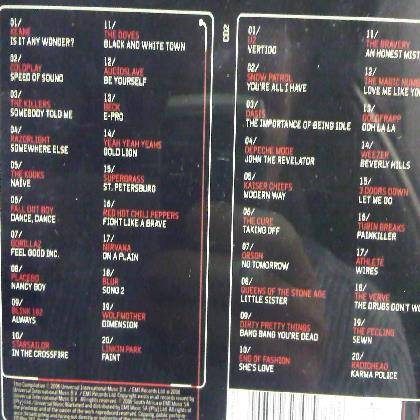 01/
KEANE
IS IT ANY WONDER?
02/
COLDPLAY
SPEED OF SOUND
03/
THE KILLERS
SOMEBODY TOLD ME
04/
RAZORLIGHT
SOMEWHERE ELSE
05/
THE KOOKS
NAÏVE
06/
FALL OUT BOY
DANCE, DANCE
07/
GORILLAZ
FEEL GOOD INC.
08/
PLACEBO
NANCY BOY
09/
BLINK 182
ALWAYS
10/
STARSAILOR
IN THE CROSSFIRE
11/
THE DOVES
BLACK AND WHITE TOWN
12/
AUDIOSLAVE
BE YOURSELF
13/
BECK
E-PRO
14/
YEAH YEAH YEAHS
GOLD LION
15/
SUPERGRASS
ST. PETERSBURG
16/
RED HOT CHILI PEPPERS
FIGHT LIKE A BRAVE
17/
NIRVANA
ON A PLAIN
18/
BLUR
SONG 2
19/
WOLFMOTHER
DIMENSION
20/
LINKIN PARK
FAINT
CD2
01/
U2
VERTIGO
02/
SNOW PATROL
YOU'RE ALL I HAVE
03/
OASIS
THE IMPORTANCE OF BEING IDLE
04/
DEPECHE MODE
JOHN THE REVELATOR
05/
KAISER CHIEFS
MODERN WAY
06/
THE CURE
TAKING OFF
07/
ORSON
NO TOMORROW
08/
QUEENS OF THE STONE AGE
LITTLE SISTER
09/
DIRTY PRETTY THINGS
BANG BANG YOU'RE DEAD
10/
END OF FASHION
SHE'S LOVE
11/
THE BRAVERY
AN HONEST MIST
12/
THE MAGIC NUMB
LOVE ME LIKE YOU
13/
GOLDFRAPP
OOH LA LA
14/
WEEZER
BEVERLY HILLS
15/
3 DOORS DOWN
LET ME GO
16/
TURIN BREAKS
PAINKILLER
17/
ATHLETE
WIRES
18/
THE VERVE
THE DRUGS DON'T WO
19/
THE FEELING
SEWN
20/
RADIOHEAD
KARMA POLICE